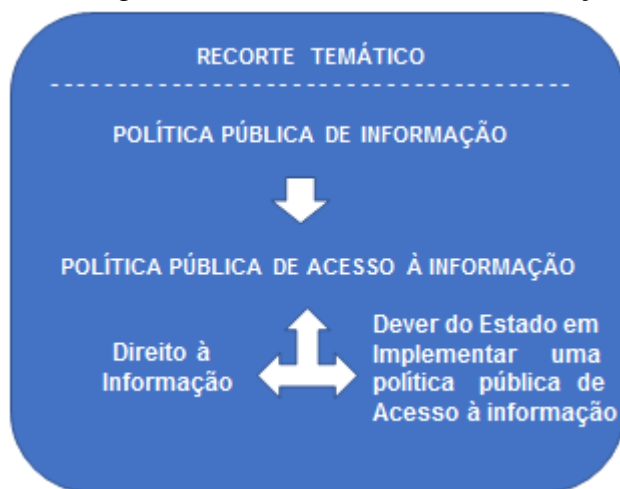 RECORTE TEMÁTICO
POLÍTICA PÚBLICA DE INFORMAÇÃO
POLÍTICA PÚBLICA DE ACESSO À INFORMAÇÃO
Direito à
Informação
Dever do Estado em
Implementar uma
política pública de
Acesso à informação